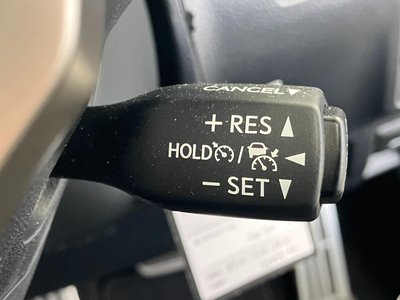 CANCEL▼
+ RES ▲
HOLD / ◀
− SET ▼